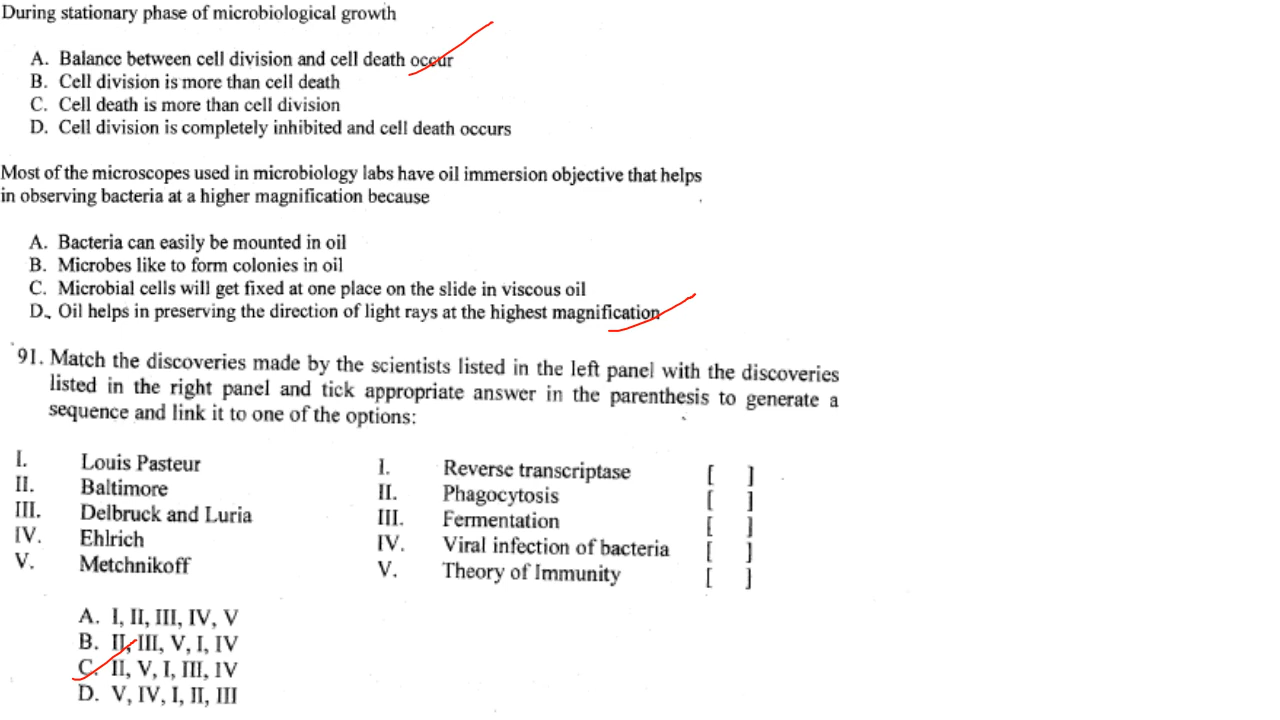 During stationary phase of microbiological growth
A. Balance between cell division and cell death occur
B. Cell division is more than cell death
C. Cell death is more than cell division
D. Cell division is completely inhibited and cell death occurs
Most of the microscopes used in microbiology labs have oil immersion objective that helps
in observing bacteria at a higher magnification because
A. Bacteria can easily be mounted in oil
B. Microbes like to form colonies in oil
C. Microbial cells will get fixed at one place on the slide in viscous oil
D. Oil helps in preserving the direction of light rays at the highest magnification
91. Match the discoveries made by the scientists listed in the left panel with the discoveries
listed in the right panel and tick appropriate answer in the parenthesis to generate a
sequence and link it to one of the options:
I. Louis Pasteur I. Reverse transcriptase [ ]
II. Baltimore II. Phagocytosis [ ]
III. Delbruck and Luria III. Fermentation [ ]
IV. Ehlrich IV. Viral infection of bacteria [ ]
V. Metchnikoff V. Theory of Immunity [ ]
A. I, II, III, IV, V
B. II, III, V, I, IV
C. II, V, I, III, IV
D. V, IV, I, II, III